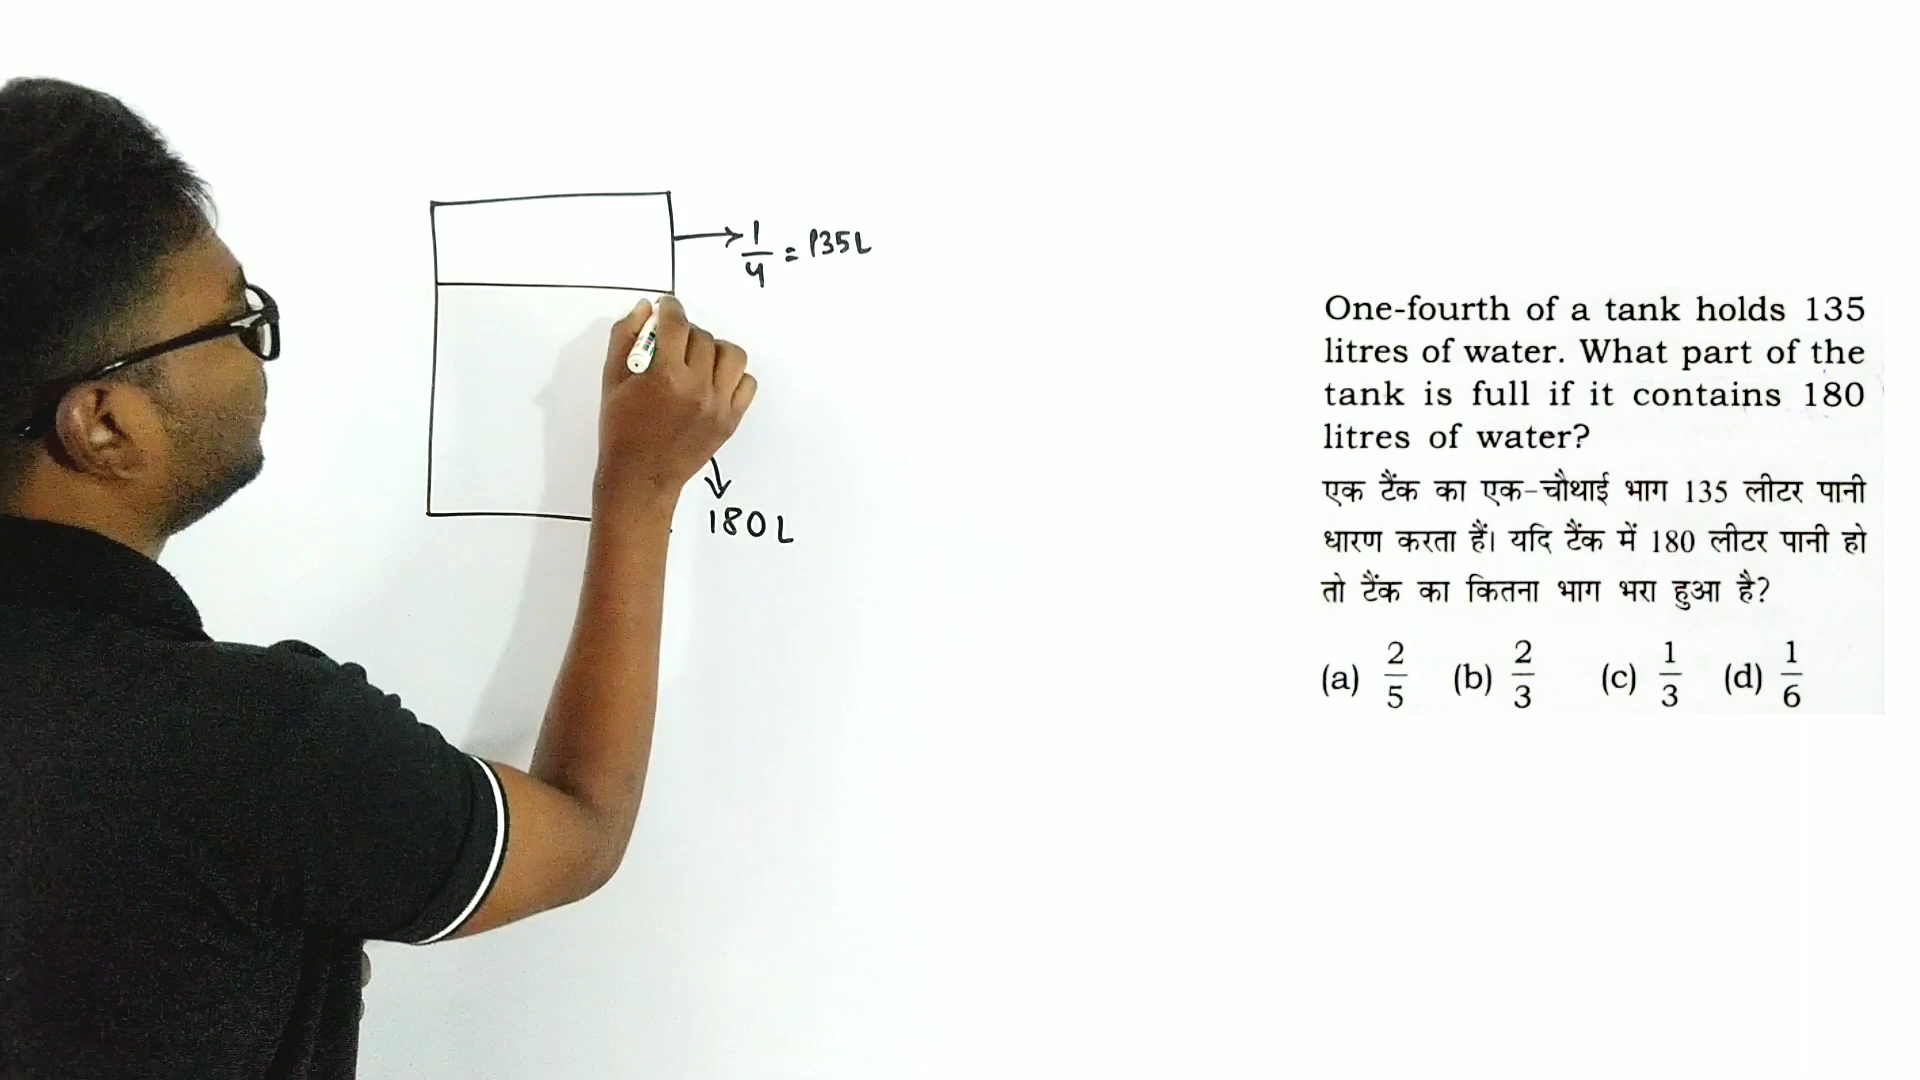 1/4 = 135L
180L
One-fourth of a tank holds 135
litres of water. What part of the
tank is full if it contains 180
litres of water?
एक टैंक का एक-चौथाई भाग 135 लीटर पानी
धारण करता हैं। यदि टैंक में 180 लीटर पानी हो
तो टैंक का कितना भाग भरा हुआ है?
(a) 2/5 (b) 2/3 (c) 1/3 (d) 1/6